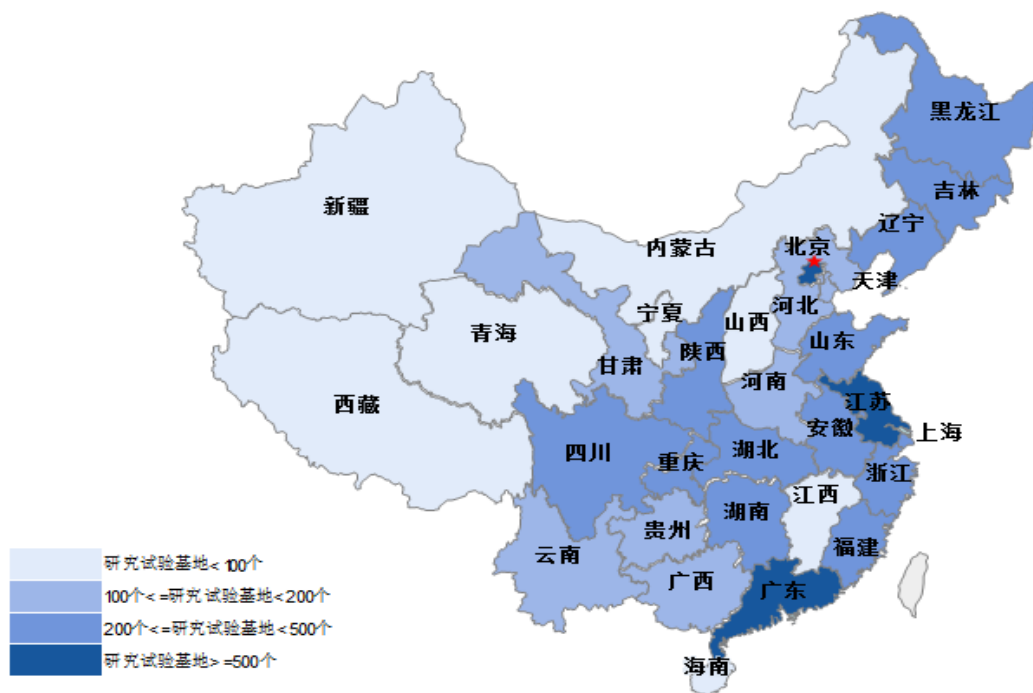 黑龙江
吉林
新疆
辽宁
北京
内蒙古
天津
河北
宁夏
山西
青海
山东
陕西
甘肃
河南
西藏
江苏
安徽
上海
四川
湖北
重庆
浙江
江西
湖南
贵州
福建
云南
广西
广东
海南
研究试验基地< 100个
100个< =研究试验基地< 200个
200个< =研究试验基地< 500个
研究试验基地> =500个